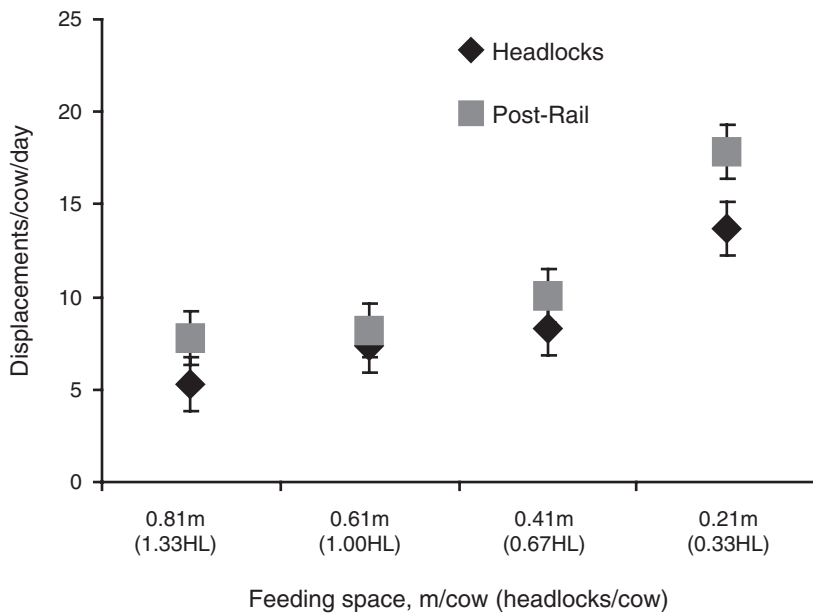 25
20
15
10
5
0
Displacements/cow/day
Headlocks
Post-Rail
0.81m
(1.33HL)
0.61m
(1.00HL)
0.41m
(0.67HL)
0.21m
(0.33HL)
Feeding space, m/cow (headlocks/cow)